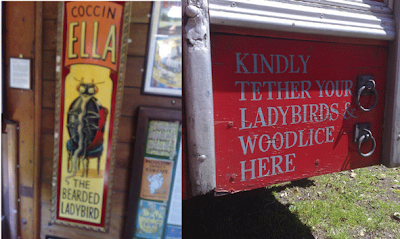 COCCIN
ELLA
THE
BEARDED
LADYBIRD
KINDLY
TETHER YOUR
LADYBIRDS &
WOODLICE
HERE